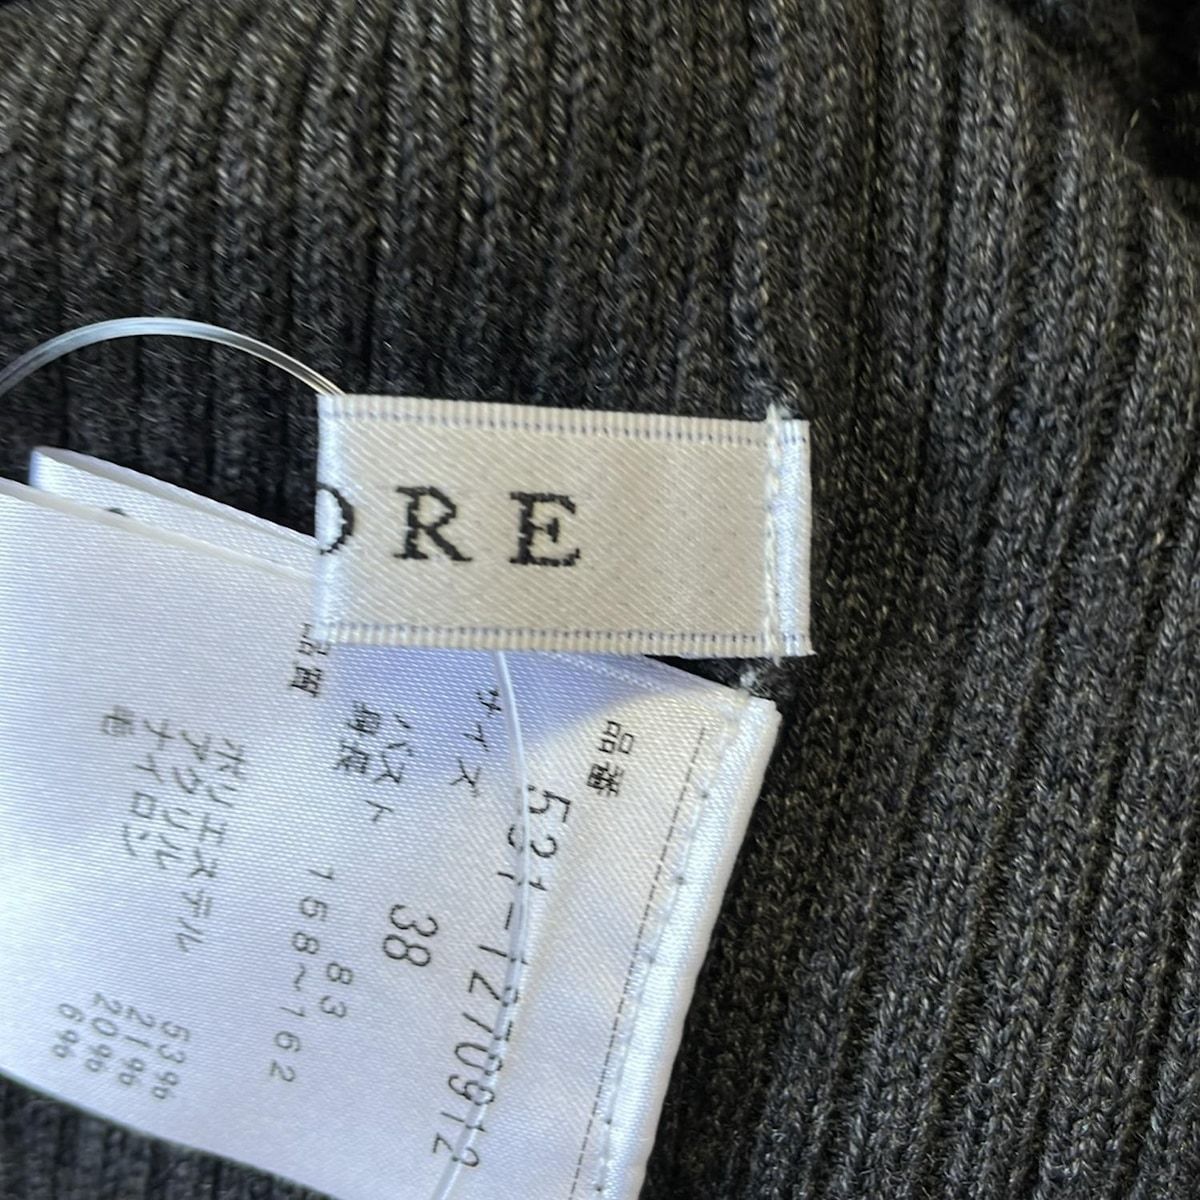 ORE
品番 531-1270912
サイズ 38
バスト 83
身長 158~162
品質
ポリエステル 53%
アクリル 21%
ナイロン 20%
毛 6%